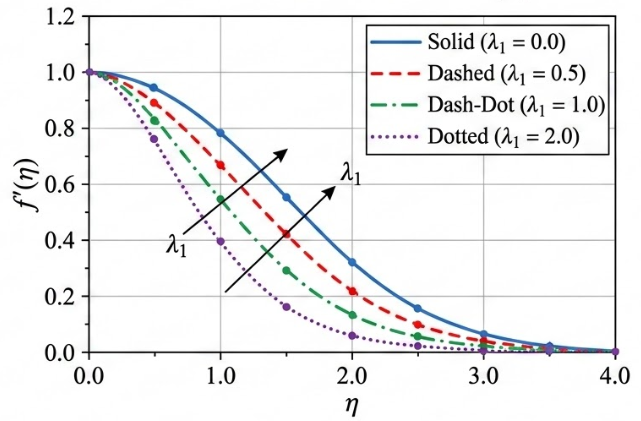 1.2
1.0
0.8
0.6
0.4
0.2
0.0
f'(η)
Solid (λ₁ = 0.0)
Dashed (λ₁ = 0.5)
Dash-Dot (λ₁ = 1.0)
Dotted (λ₁ = 2.0)
λ₁
λ₁
0.0 1.0 2.0 3.0 4.0
η